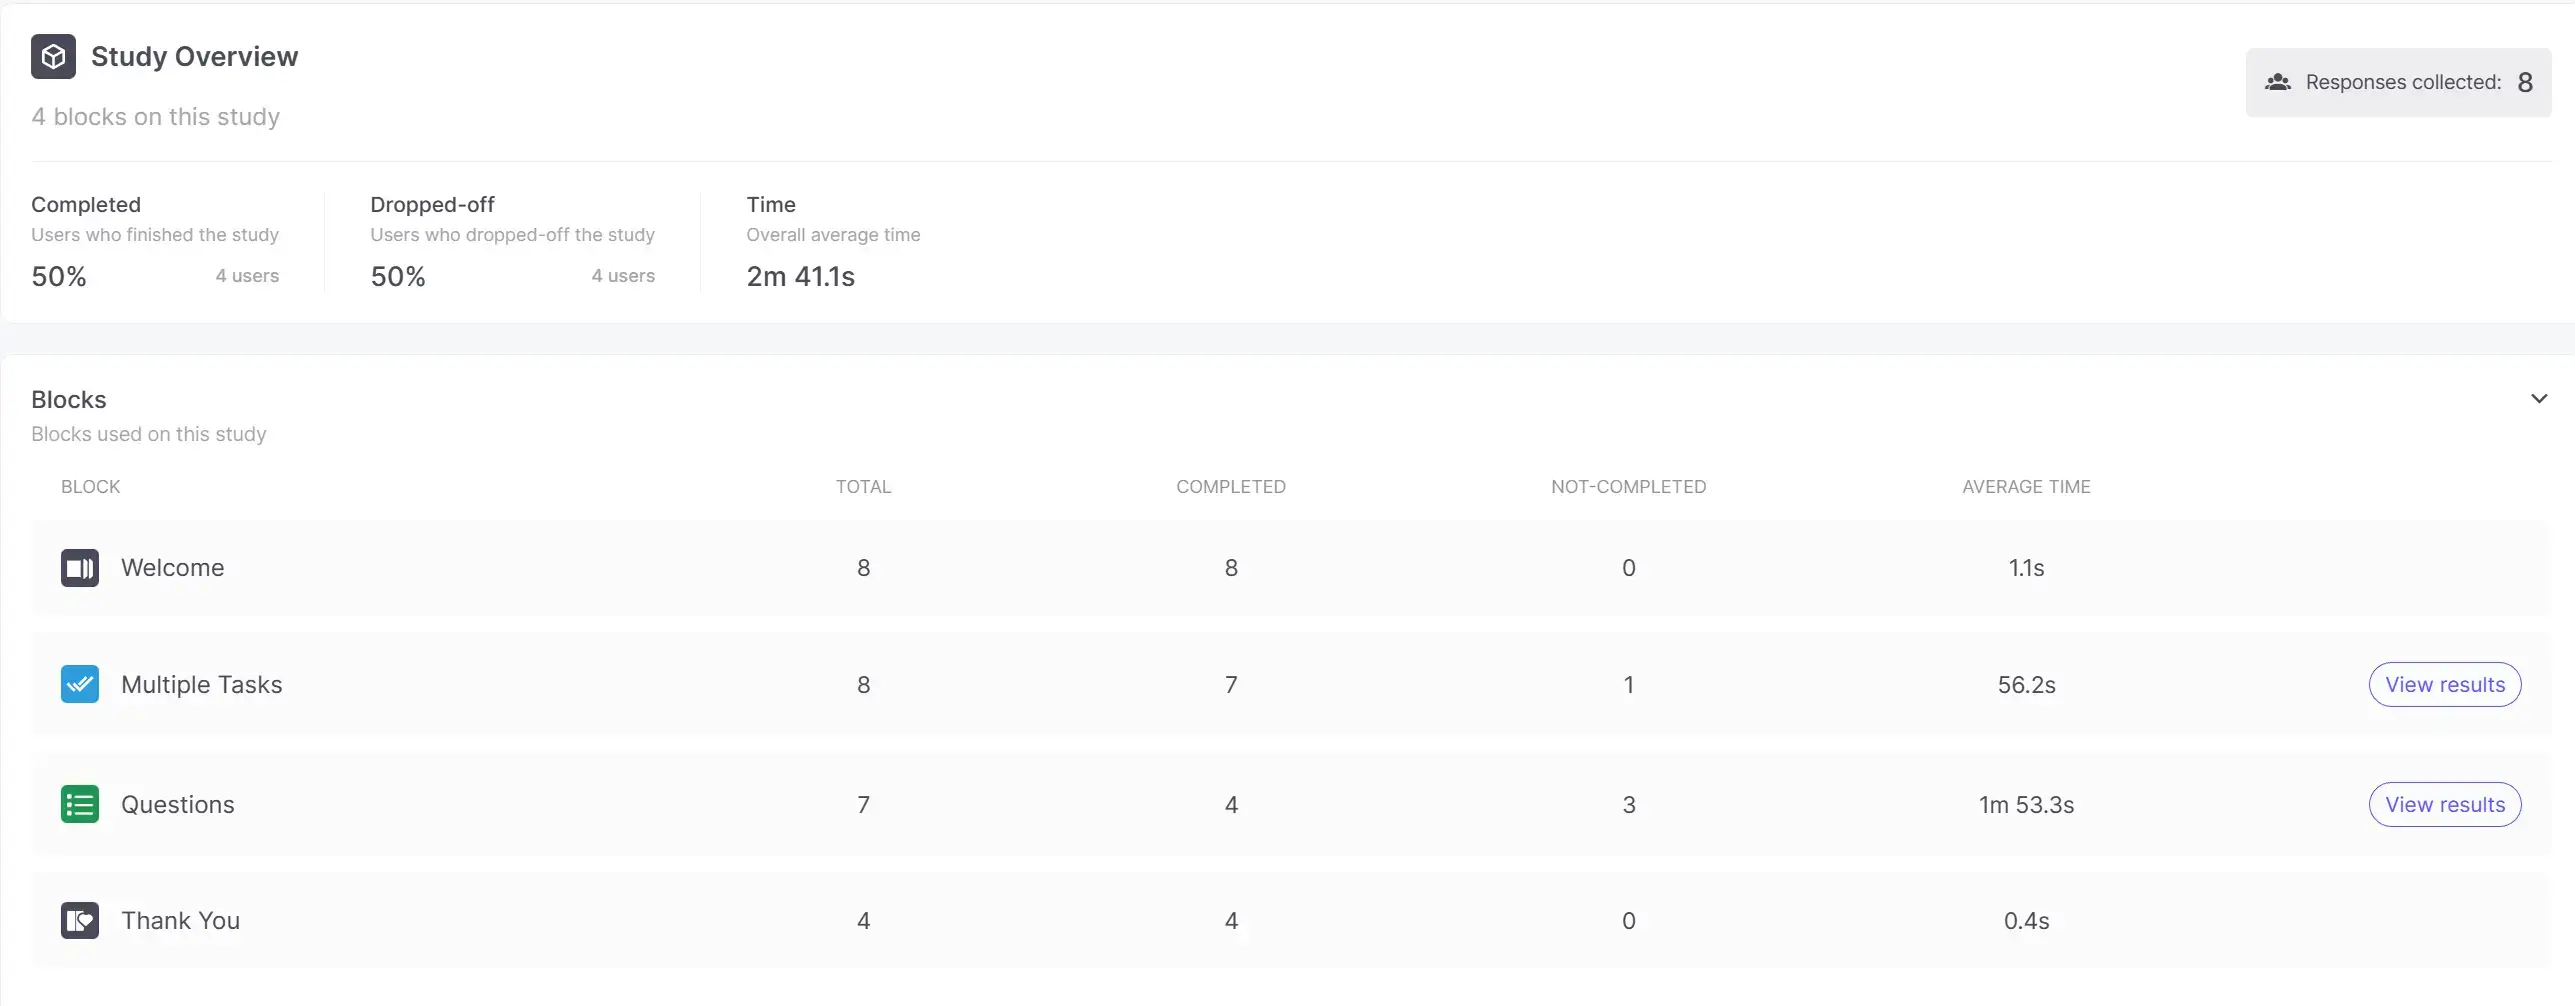 Study Overview
4 blocks on this study
Responses collected: 8
Completed
Users who finished the study
50% 4 users
Dropped-off
Users who dropped-off the study
50% 4 users
Time
Overall average time
2m 41.1s
Blocks
Blocks used on this study
BLOCK TOTAL COMPLETED NOT-COMPLETED AVERAGE TIME
Welcome 8 8 0 1.1s
Multiple Tasks 8 7 1 56.2s View results
Questions 7 4 3 1m 53.3s View results
Thank You 4 4 0 0.4s